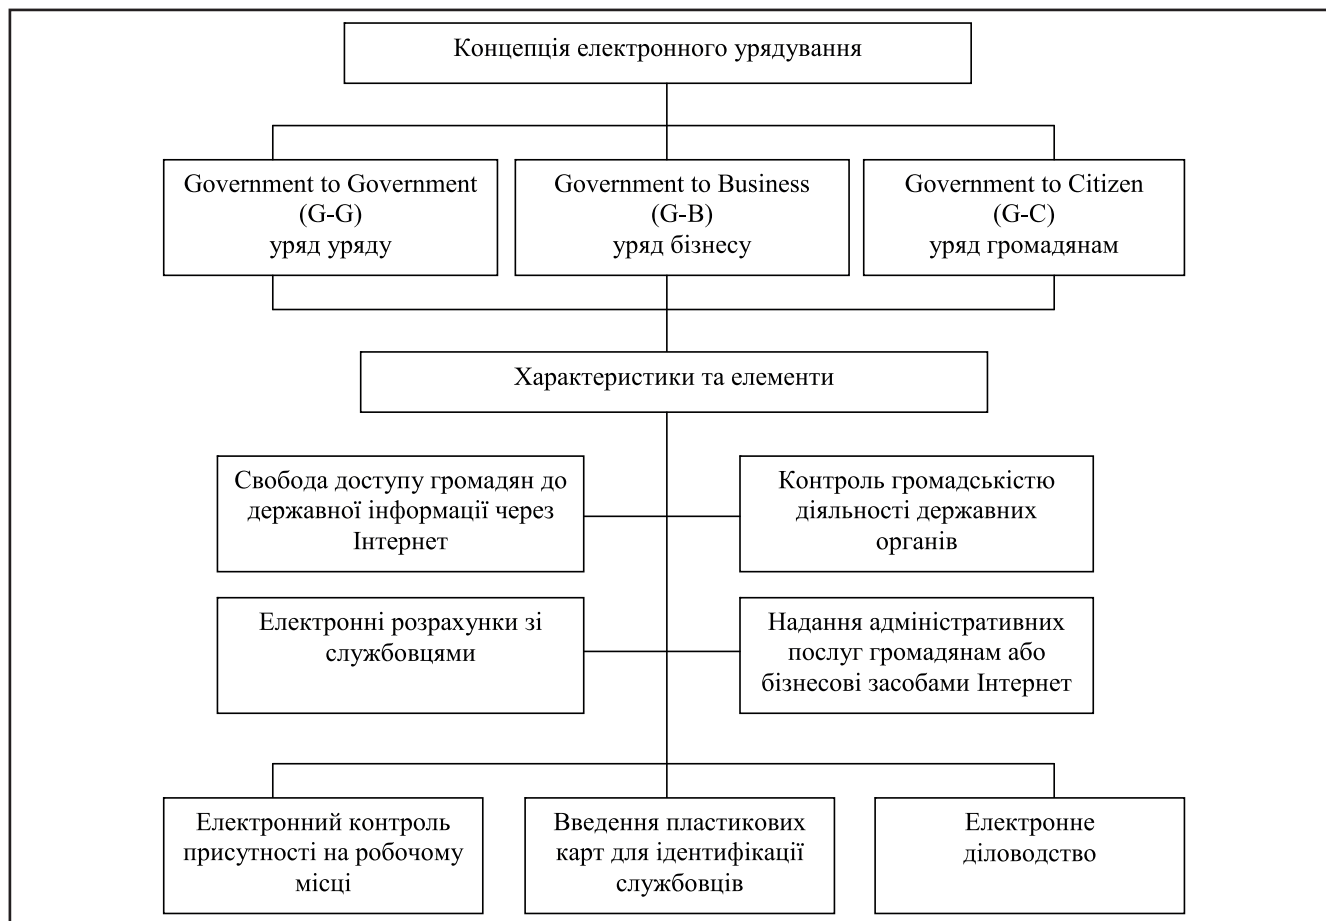 Концепція електронного урядування
Government to Government
(G-G)
уряд уряду
Government to Business
(G-B)
уряд бізнесу
Government to Citizen
(G-C)
уряд громадянам
Характеристики та елементи
Свобода доступу громадян до
державної інформації через
Інтернет
Контроль громадськістю
діяльності державних
органів
Електронні розрахунки зі
службовцями
Надання адміністративних
послуг громадянам або
бізнесові засобами Інтернет
Електронний контроль
присутності на робочому
місці
Введення пластикових
карт для ідентифікації
службовців
Електронне
діловодство